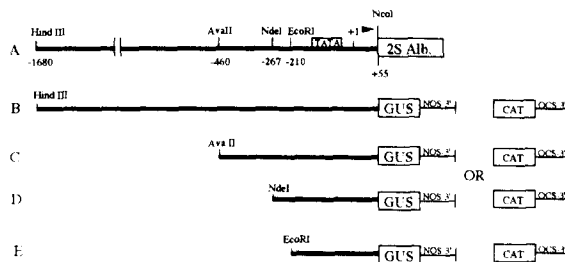 NcoI
Hind III AvaII NdeI EcoRI TATA +1
A 2S Alb.
-1680 -460 -267 -210 +55
Hind III
B GUS NOS 3' CAT OCS 3'
Ava II
C GUS NOS 3' CAT OCS 3'
OR
NdeI
D GUS NOS 3' CAT OCS 3'
EcoRI
E GUS NOS 3' CAT OCS 3'